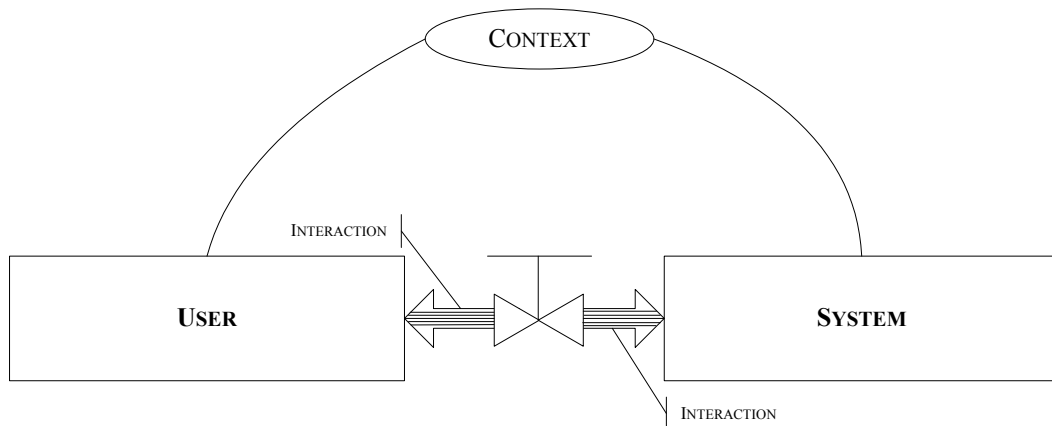 CONTEXT
INTERACTION
USER
SYSTEM
INTERACTION